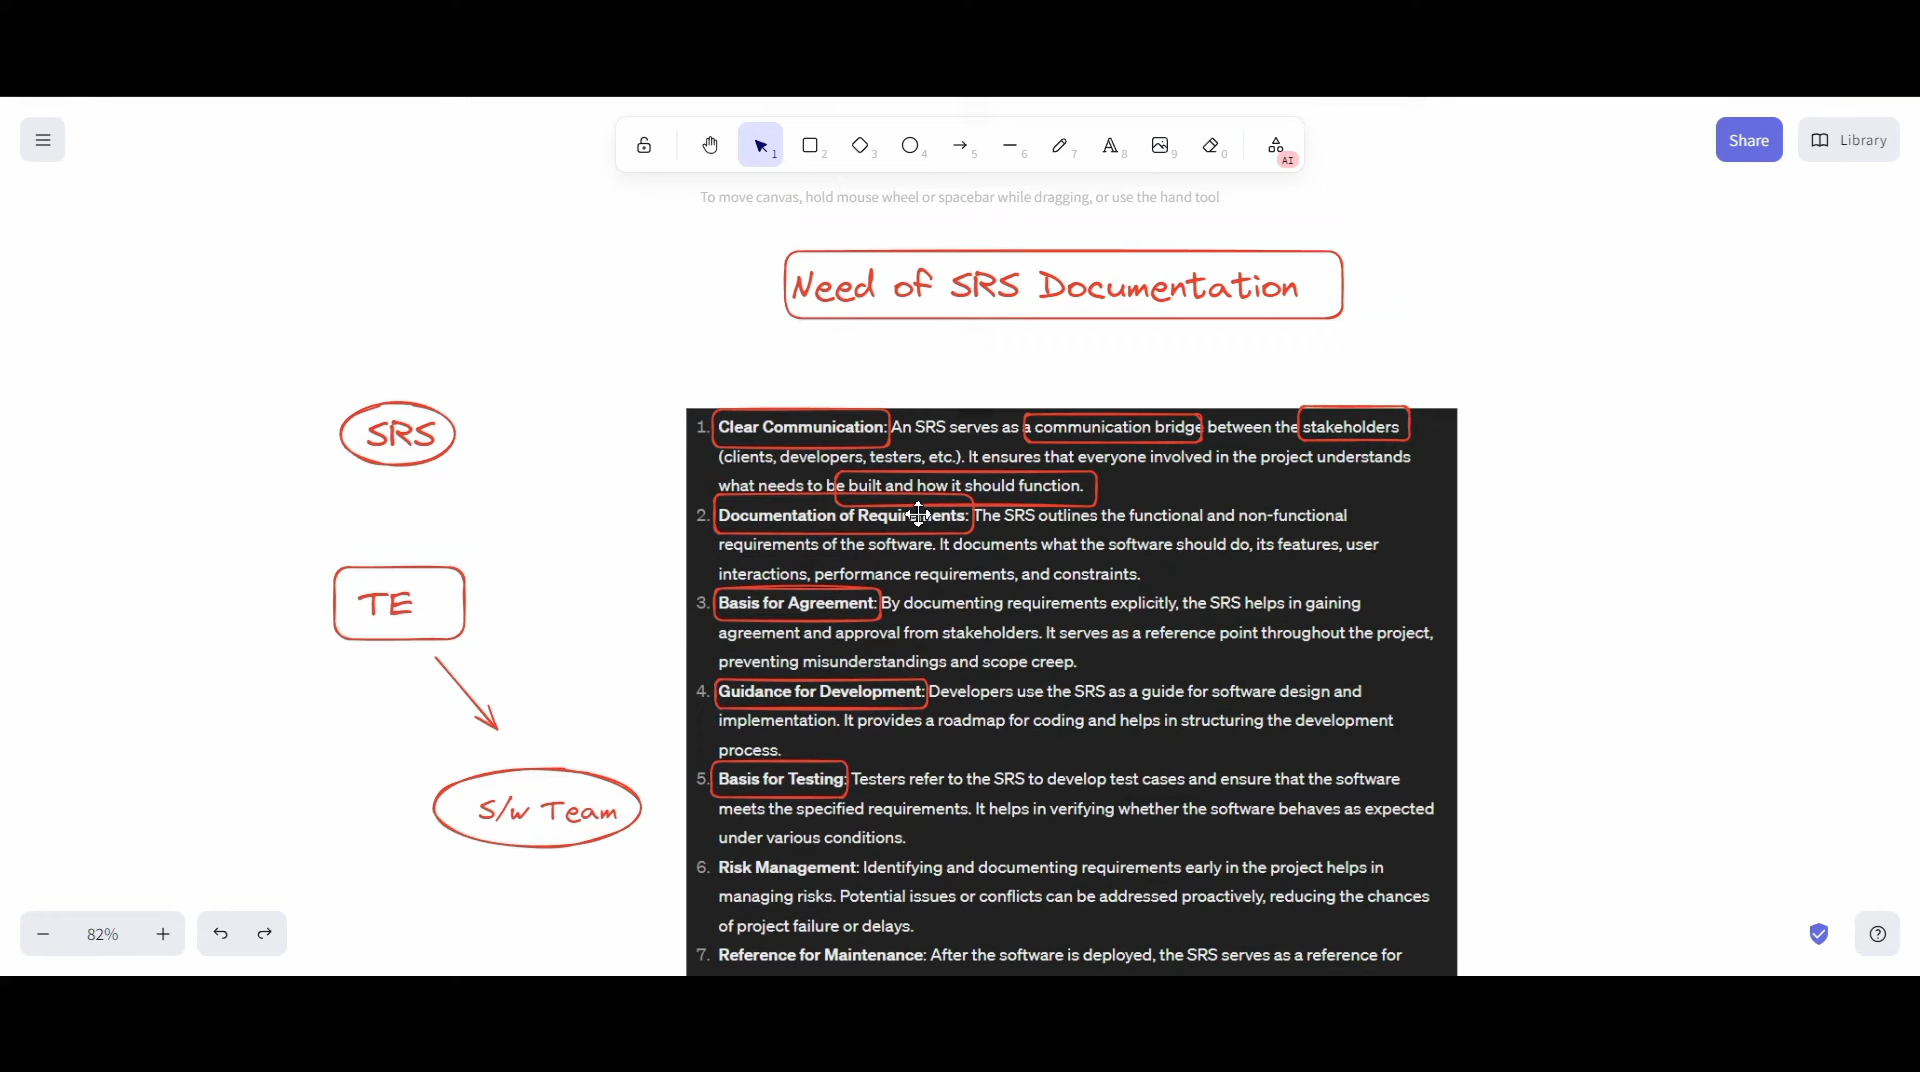 1
2
3
4
5
6
7
8
9
0
AI
Share
Library
To move canvas, hold mouse wheel or spacebar while dragging, or use the hand tool
Need of SRS Documentation
SRS
TE
S/w Team
1. Clear Communication: An SRS serves as a communication bridge between the stakeholders
(clients, developers, testers, etc.). It ensures that everyone involved in the project understands
what needs to be built and how it should function.
2. Documentation of Requirements: The SRS outlines the functional and non-functional
requirements of the software. It documents what the software should do, its features, user
interactions, performance requirements, and constraints.
3. Basis for Agreement: By documenting requirements explicitly, the SRS helps in gaining
agreement and approval from stakeholders. It serves as a reference point throughout the project,
preventing misunderstandings and scope creep.
4. Guidance for Development: Developers use the SRS as a guide for software design and
implementation. It provides a roadmap for coding and helps in structuring the development
process.
5. Basis for Testing: Testers refer to the SRS to develop test cases and ensure that the software
meets the specified requirements. It helps in verifying whether the software behaves as expected
under various conditions.
6. Risk Management: Identifying and documenting requirements early in the project helps in
managing risks. Potential issues or conflicts can be addressed proactively, reducing the chances
of project failure or delays.
7. Reference for Maintenance: After the software is deployed, the SRS serves as a reference for
82%